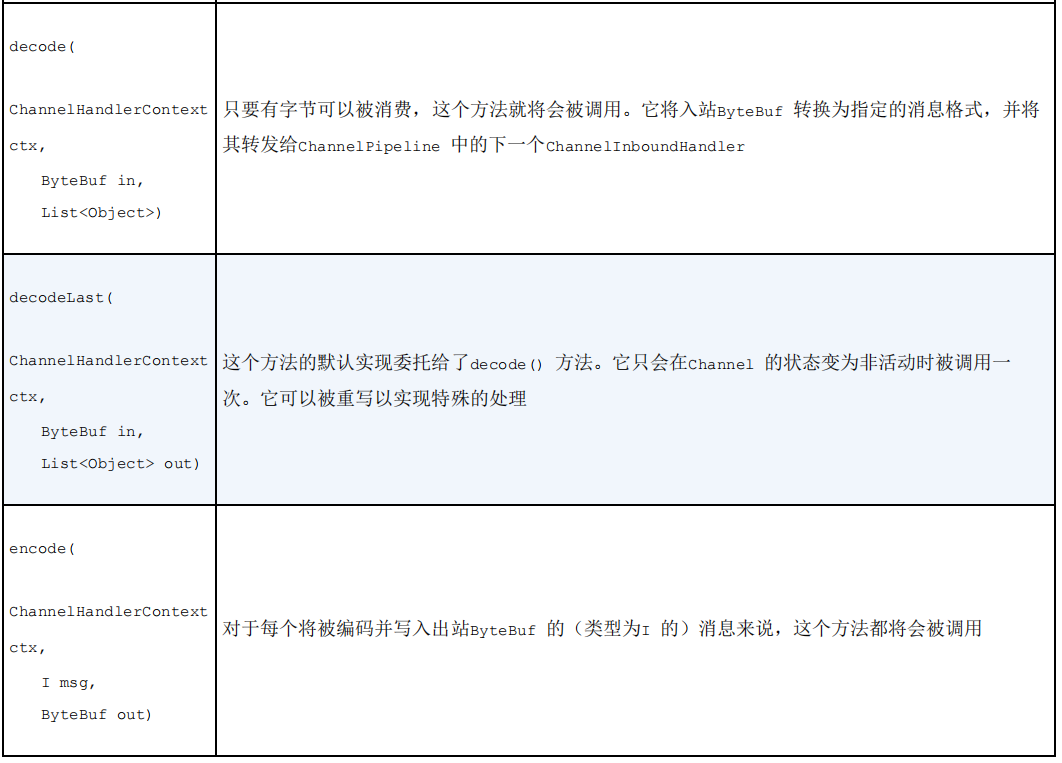 decode(
ChannelHandlerContext
ctx,
ByteBuf in,
List<Object>)
只要有字节可以被消费，这个方法就将会被调用。它将入站ByteBuf 转换为指定的消息格式，并将
其转发给ChannelPipeline 中的下一个ChannelInboundHandler
decodeLast(
ChannelHandlerContext
ctx,
ByteBuf in,
List<Object> out)
这个方法的默认实现委托给了decode() 方法。它只会在Channel 的状态变为非活动时被调用一
次。它可以被重写以实现特殊的处理
encode(
ChannelHandlerContext
ctx,
I msg,
ByteBuf out)
对于每个将被编码并写入出站ByteBuf 的（类型为I 的）消息来说，这个方法都将会被调用